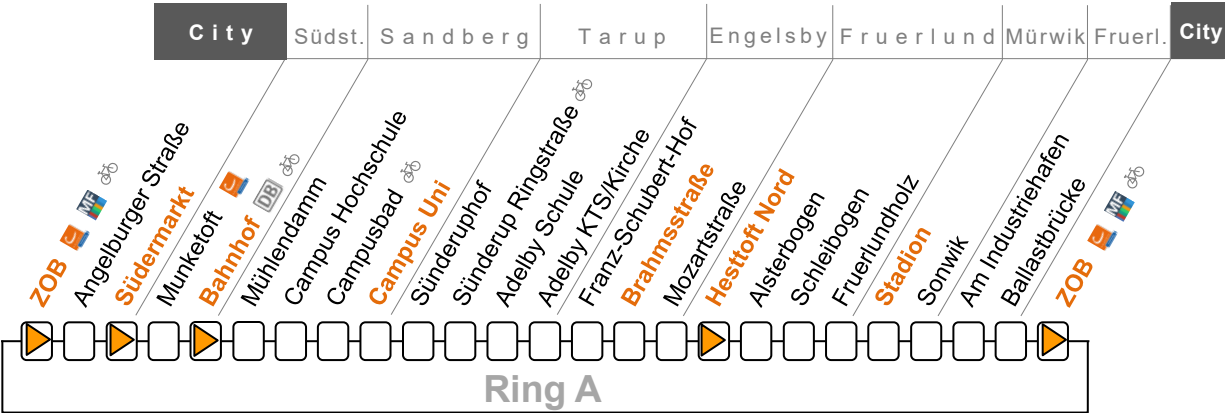 City
Südst.
Sandberg
Tarup
Engelsby
Fruerlund
Mürwik
Fruerl.
City
ZOB
MF
Angelburger Straße
Südermarkt
Munketoft
Bahnhof
DB
Mühlendamm
Campus Hochschule
Campusbad
Campus Uni
Sünderuphof
Sünderup Ringstraße
Adelby Schule
Adelby KTS/Kirche
Franz-Schubert-Hof
Brahmsstraße
Mozartstraße
Hesttoft Nord
Alsterbogen
Schleibogen
Fruerlundholz
Stadion
Sonwik
Am Industriehafen
Ballastbrücke
ZOB
MF
Ring A